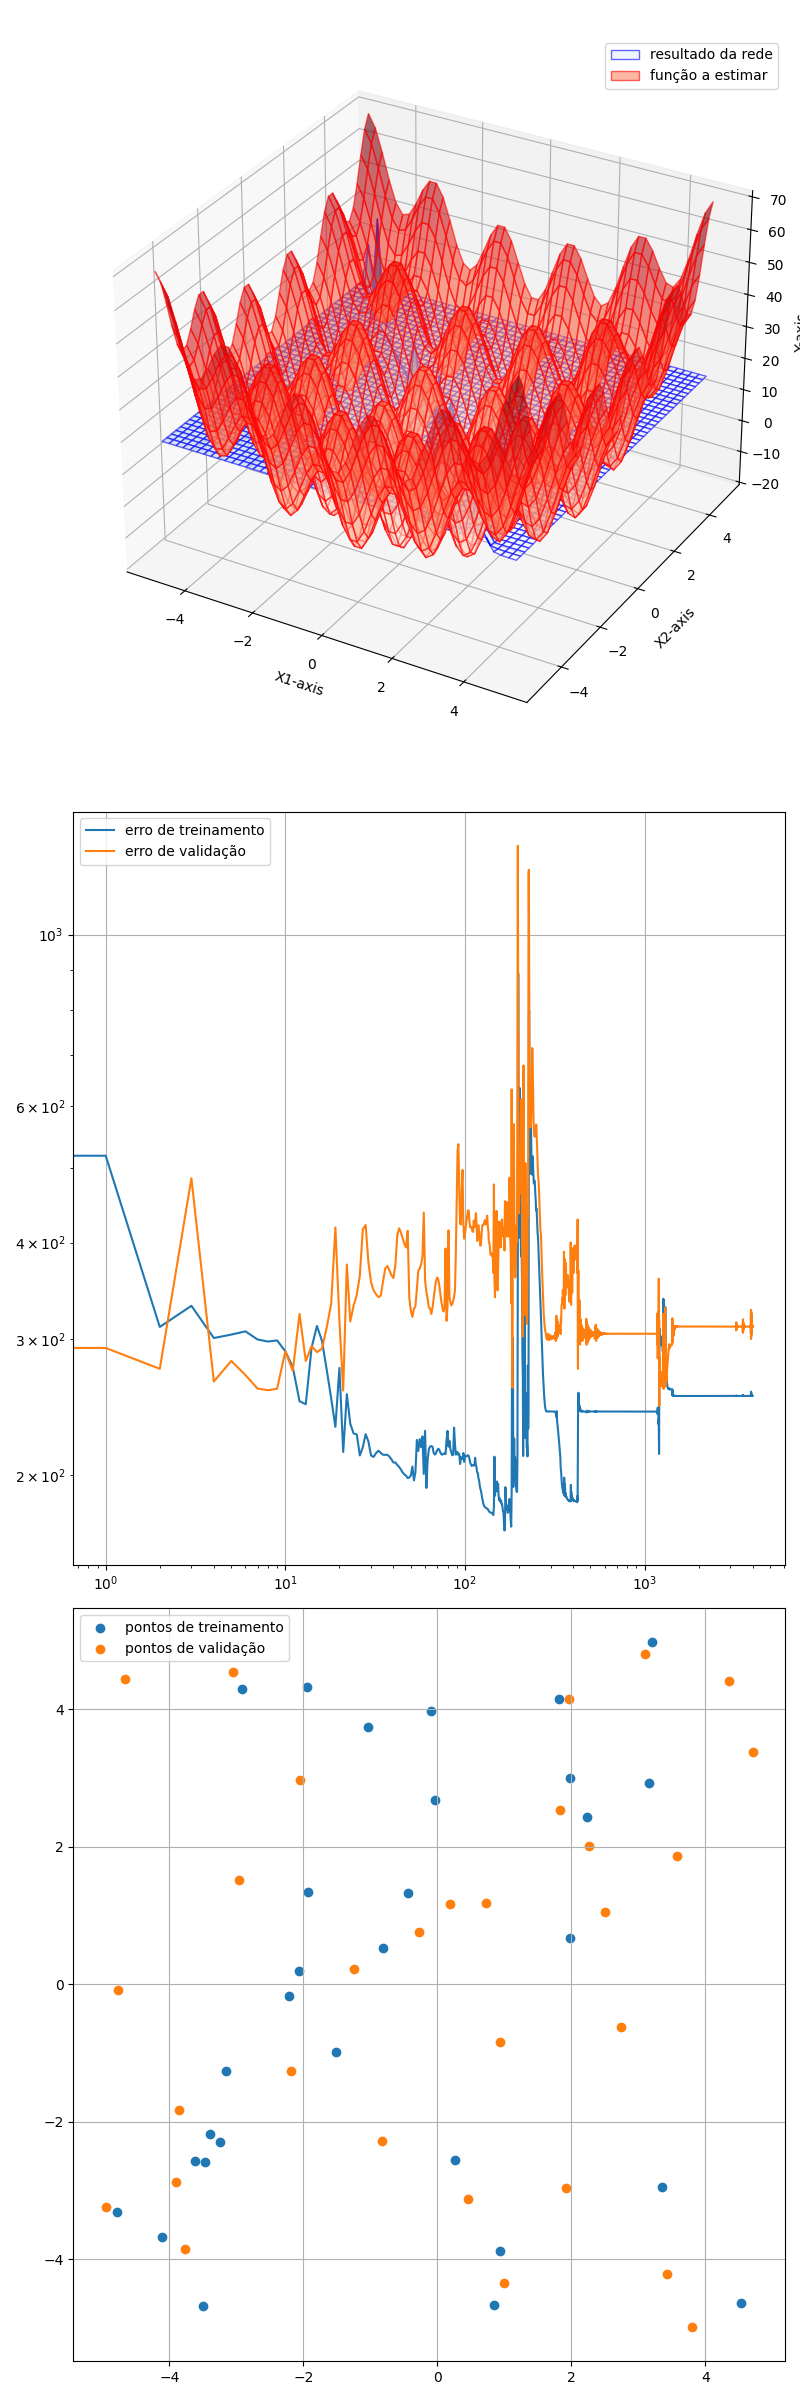 resultado da rede
função a estimar
70
60
50
40
30
20
10
0
−10
−20
−4
−2
0
2
4
X1-axis
−4
−2
0
2
4
X2-axis
erro de treinamento
erro de validação
10³
6 × 10²
4 × 10²
3 × 10²
2 × 10²
10⁰
10¹
10²
10³
pontos de treinamento
pontos de validação
4
2
0
−2
−4
−4
−2
0
2
4